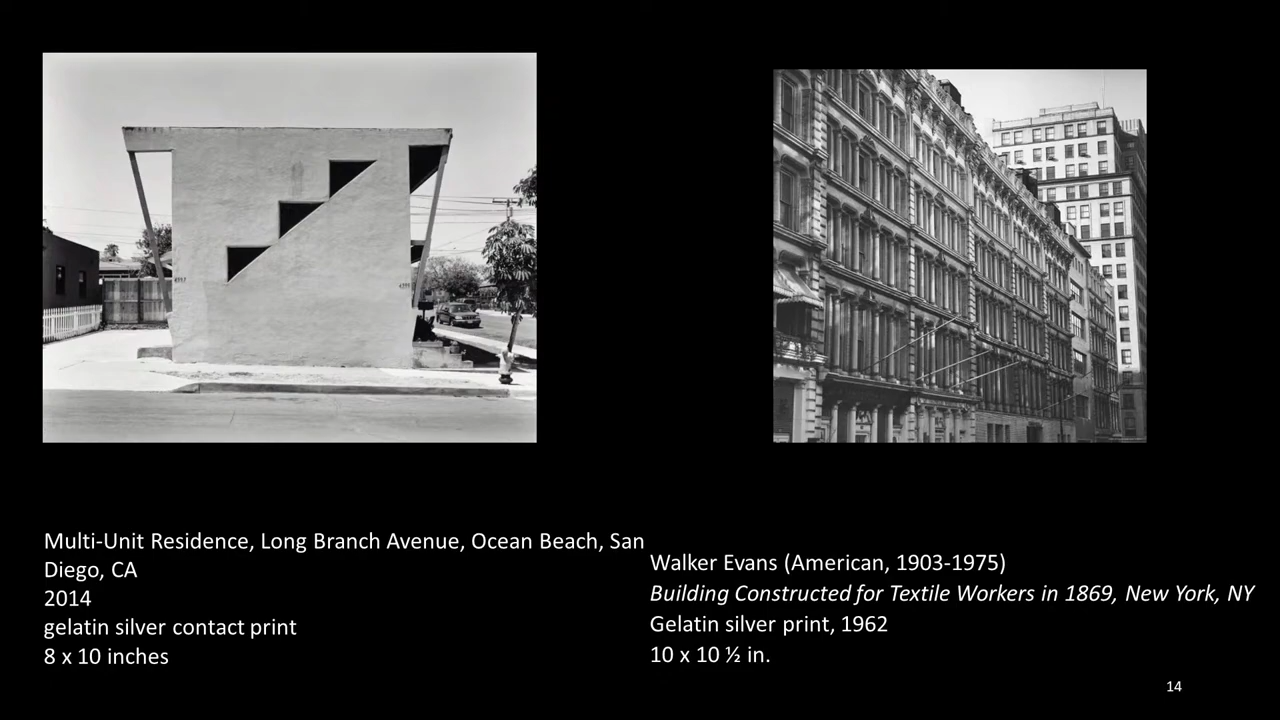 Multi-Unit Residence, Long Branch Avenue, Ocean Beach, San
Diego, CA
2014
gelatin silver contact print
8 x 10 inches
Walker Evans (American, 1903-1975)
Building Constructed for Textile Workers in 1869, New York, NY
Gelatin silver print, 1962
10 x 10 ½ in.
14